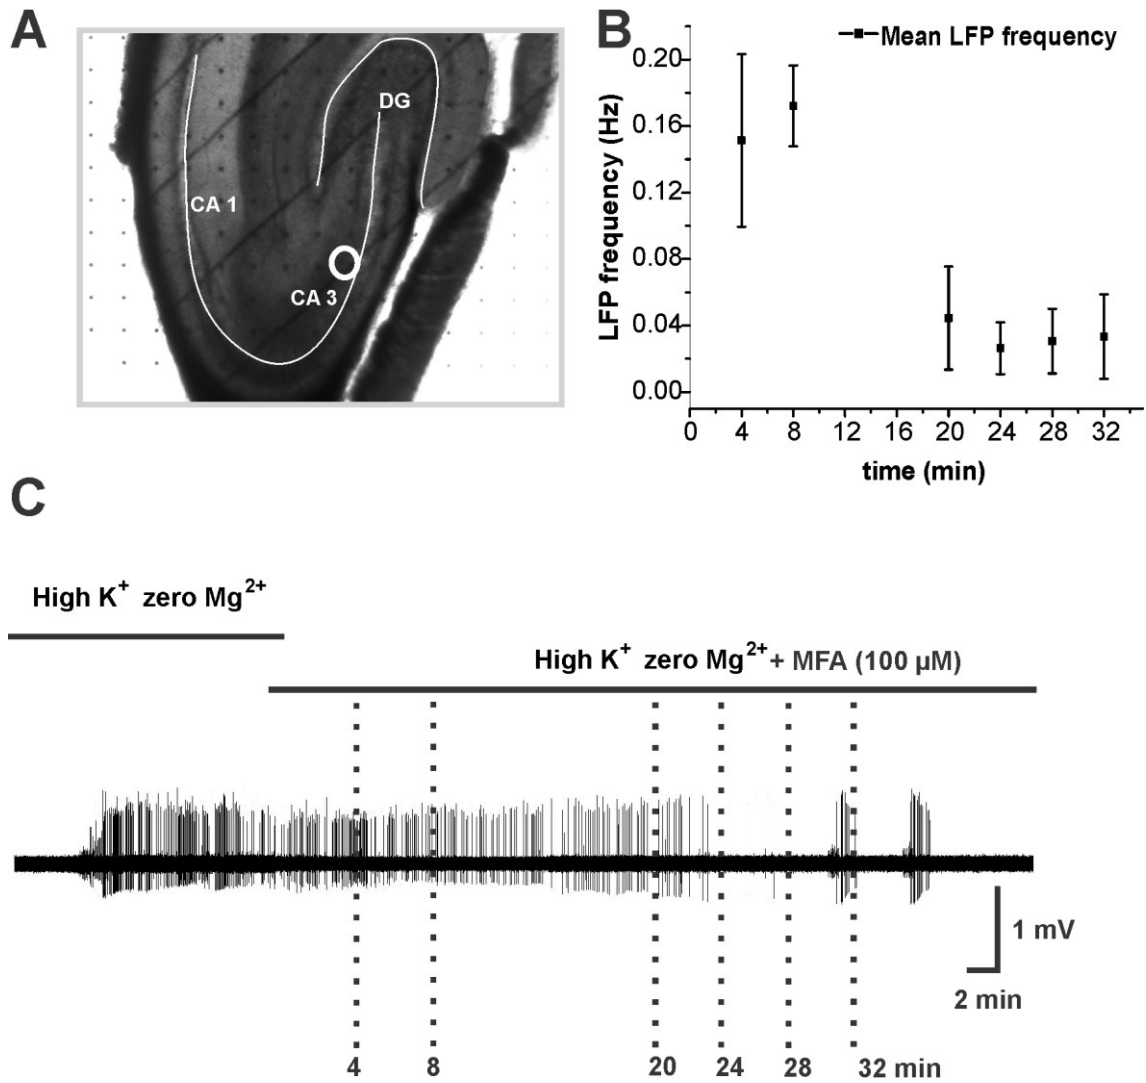 A
DG
CA 1
CA 3
B
Mean LFP frequency
0.20
0.16
0.12
0.08
0.04
0.00
LFP frequency (Hz)
0 4 8 12 16 20 24 28 32
time (min)
C
High K⁺ zero Mg²⁺
High K⁺ zero Mg²⁺ + MFA (100 µM)
1 mV
2 min
4 8 20 24 28 32 min